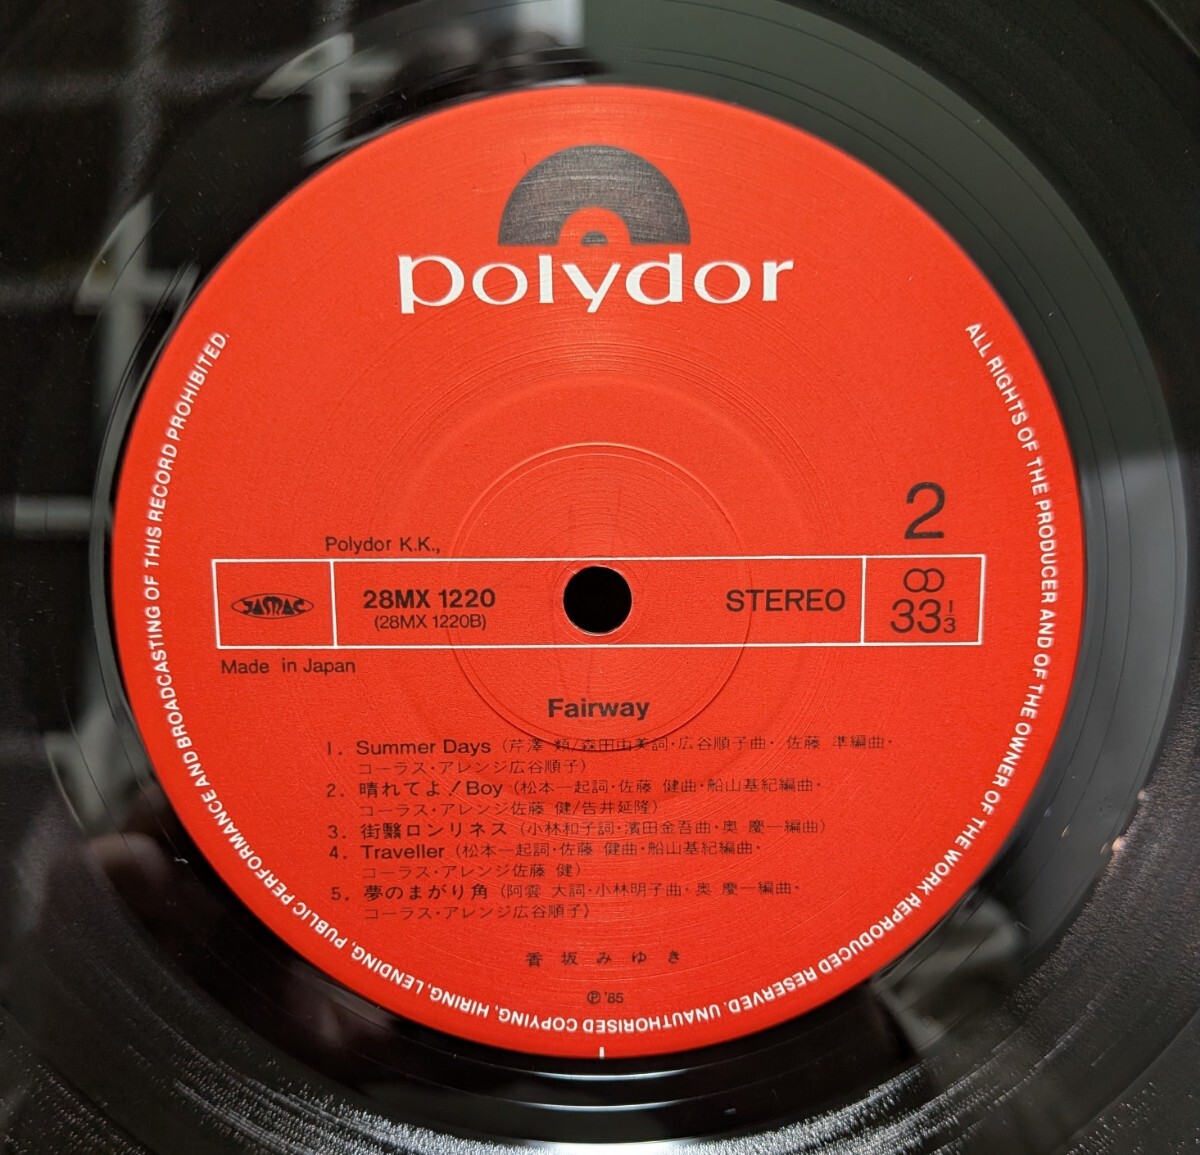 polydor
2
Polydor K.K.,
JASRAC
28MX 1220
(28MX 1220B)
STEREO
33 1/3
Made in Japan
Fairway
1. Summer Days (芹澤 類/森田由美詞・広谷順子曲・佐藤 準編曲・
コーラス・アレンジ広谷順子)
2. 晴れてよ!Boy (松本一起詞・佐藤 健曲・船山基紀編曲・
コーラス・アレンジ佐藤 健/告井延隆)
3. 街翳ロンリネス (小林和子詞・濱田金吾曲・奥 慶一編曲)
4. Traveller (松本一起詞・佐藤 健曲・船山基紀編曲・
コーラス・アレンジ佐藤 健)
5. 夢のまがり角 (阿雲 大詞・小林明子曲・奥 慶一編曲・
コーラス・アレンジ広谷順子)
香坂みゆき
Ⓟ '85
ALL RIGHTS OF THE PRODUCER AND OF THE OWNER OF THE WORK REPRODUCED RESERVED. UNAUTHORISED COPYING, HIRING, LENDING, PUBLIC PERFORMANCE AND BROADCASTING OF THIS RECORD PROHIBITED.